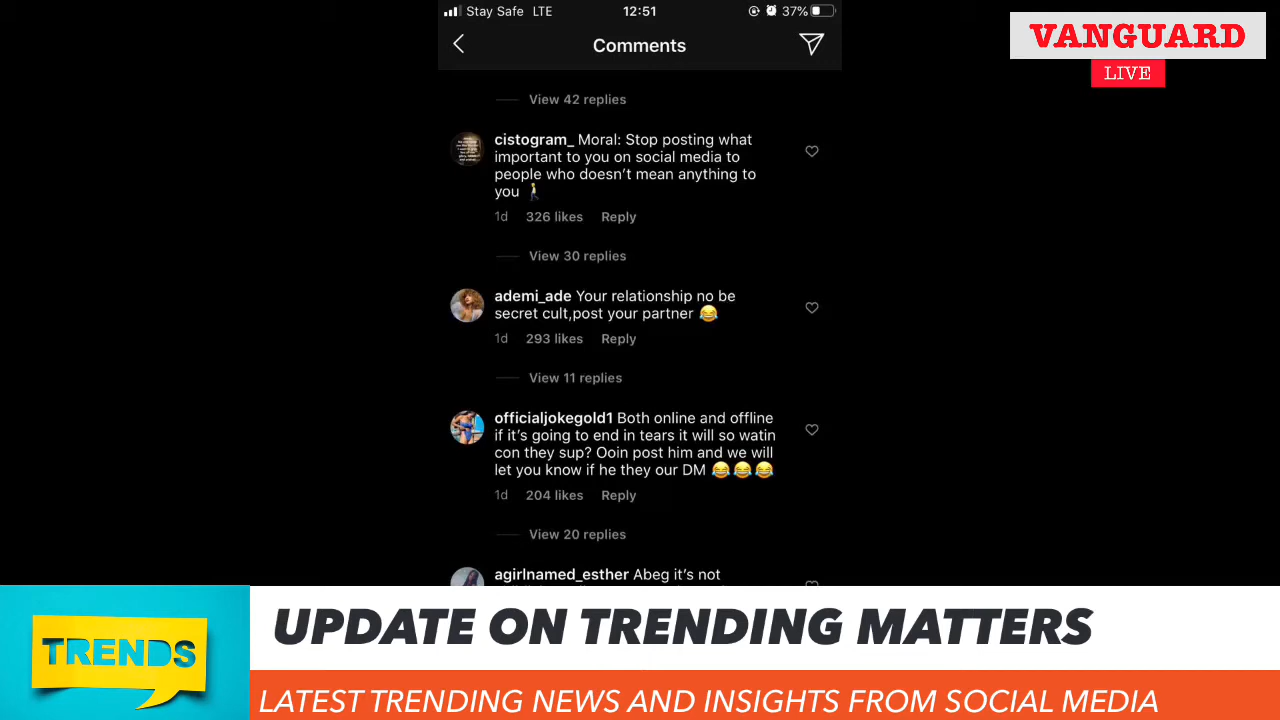 Stay Safe LTE 12:51 37%
VANGUARD
LIVE
Comments
View 42 replies
cistogram_ Moral: Stop posting what
important to you on social media to
people who doesn't mean anything to
you
1d 326 likes Reply
View 30 replies
ademi_ade Your relationship no be
secret cult,post your partner 😂
1d 293 likes Reply
View 11 replies
officialjokegold1 Both online and offline
if it's going to end in tears it will so watin
con they sup? Ooin post him and we will
let you know if he they our DM 😂😂😂
1d 204 likes Reply
View 20 replies
agirlnamed_esther Abeg it's not
TRENDS
UPDATE ON TRENDING MATTERS
LATEST TRENDING NEWS AND INSIGHTS FROM SOCIAL MEDIA